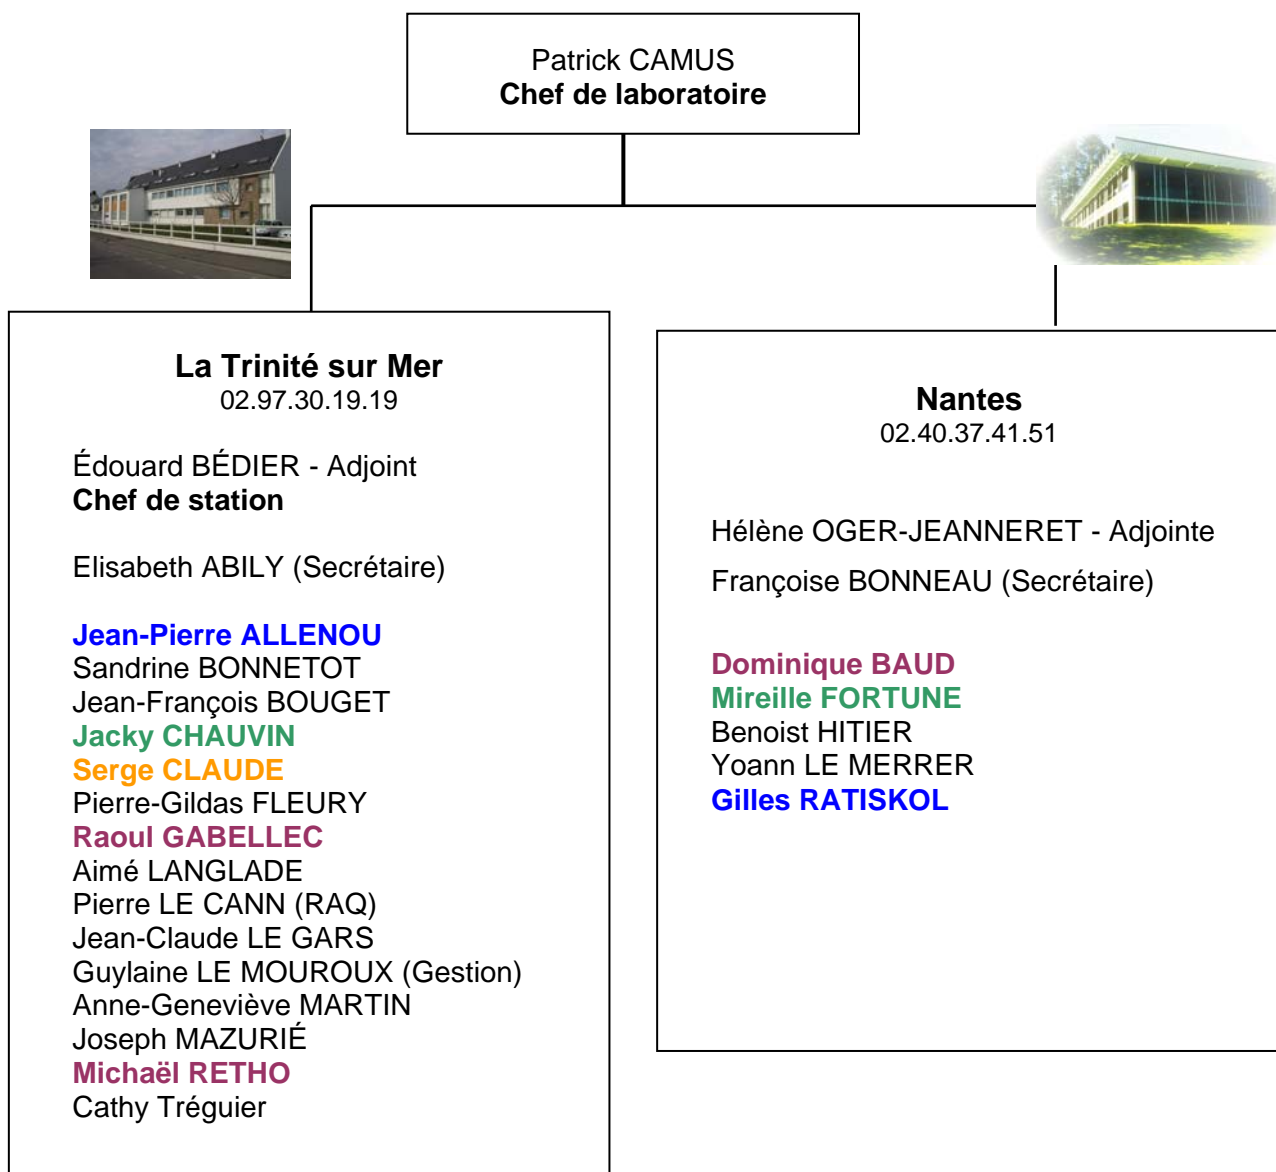 Patrick CAMUS
Chef de laboratoire
La Trinité sur Mer
02.97.30.19.19
Édouard BÉDIER - Adjoint
Chef de station
Elisabeth ABILY (Secrétaire)
Jean-Pierre ALLENOU
Sandrine BONNETOT
Jean-François BOUGET
Jacky CHAUVIN
Serge CLAUDE
Pierre-Gildas FLEURY
Raoul GABELLEC
Aimé LANGLADE
Pierre LE CANN (RAQ)
Jean-Claude LE GARS
Guylaine LE MOUROUX (Gestion)
Anne-Geneviève MARTIN
Joseph MAZURIÉ
Michaël RETHO
Cathy Tréguier
Nantes
02.40.37.41.51
Hélène OGER-JEANNERET - Adjointe
Françoise BONNEAU (Secrétaire)
Dominique BAUD
Mireille FORTUNE
Benoist HITIER
Yoann LE MERRER
Gilles RATISKOL